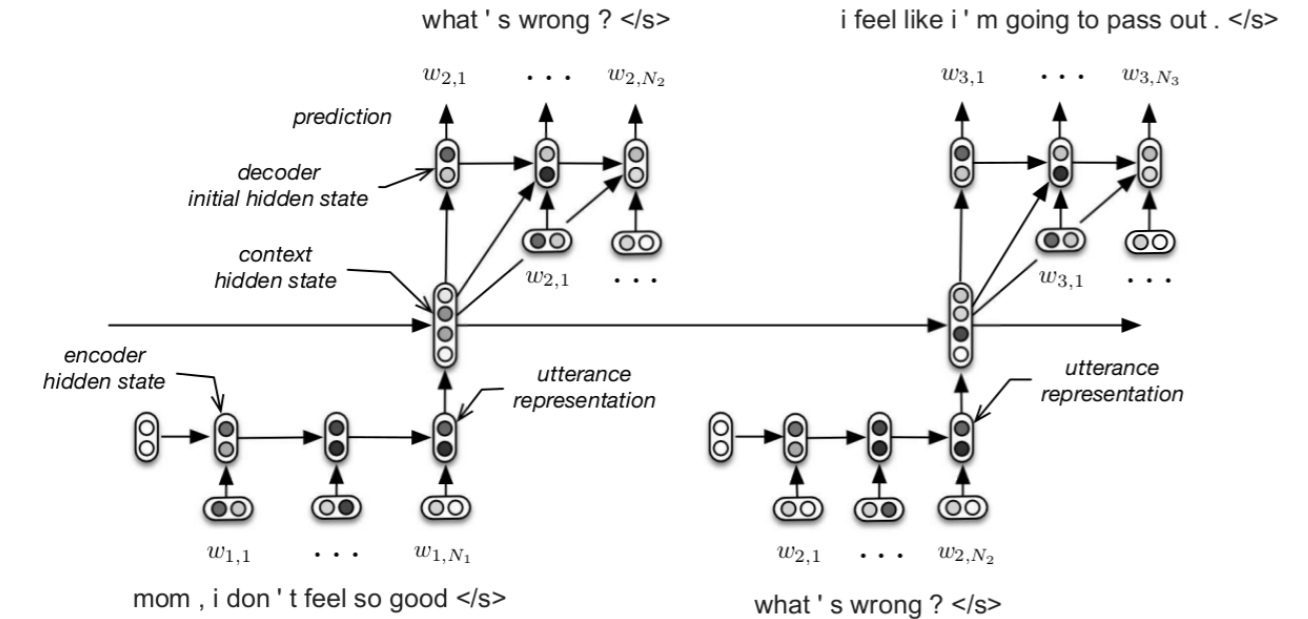 what ' s wrong ? </s>
i feel like i ' m going to pass out . </s>
w2,1 . . . w2,N2
w3,1 . . . w3,N3
prediction
decoder
initial hidden state
context
hidden state
w2,1 . . .
w3,1 . . .
encoder
hidden state
utterance
representation
utterance
representation
w1,1 . . . w1,N1
w2,1 . . . w2,N2
mom , i don ' t feel so good </s>
what ' s wrong ? </s>